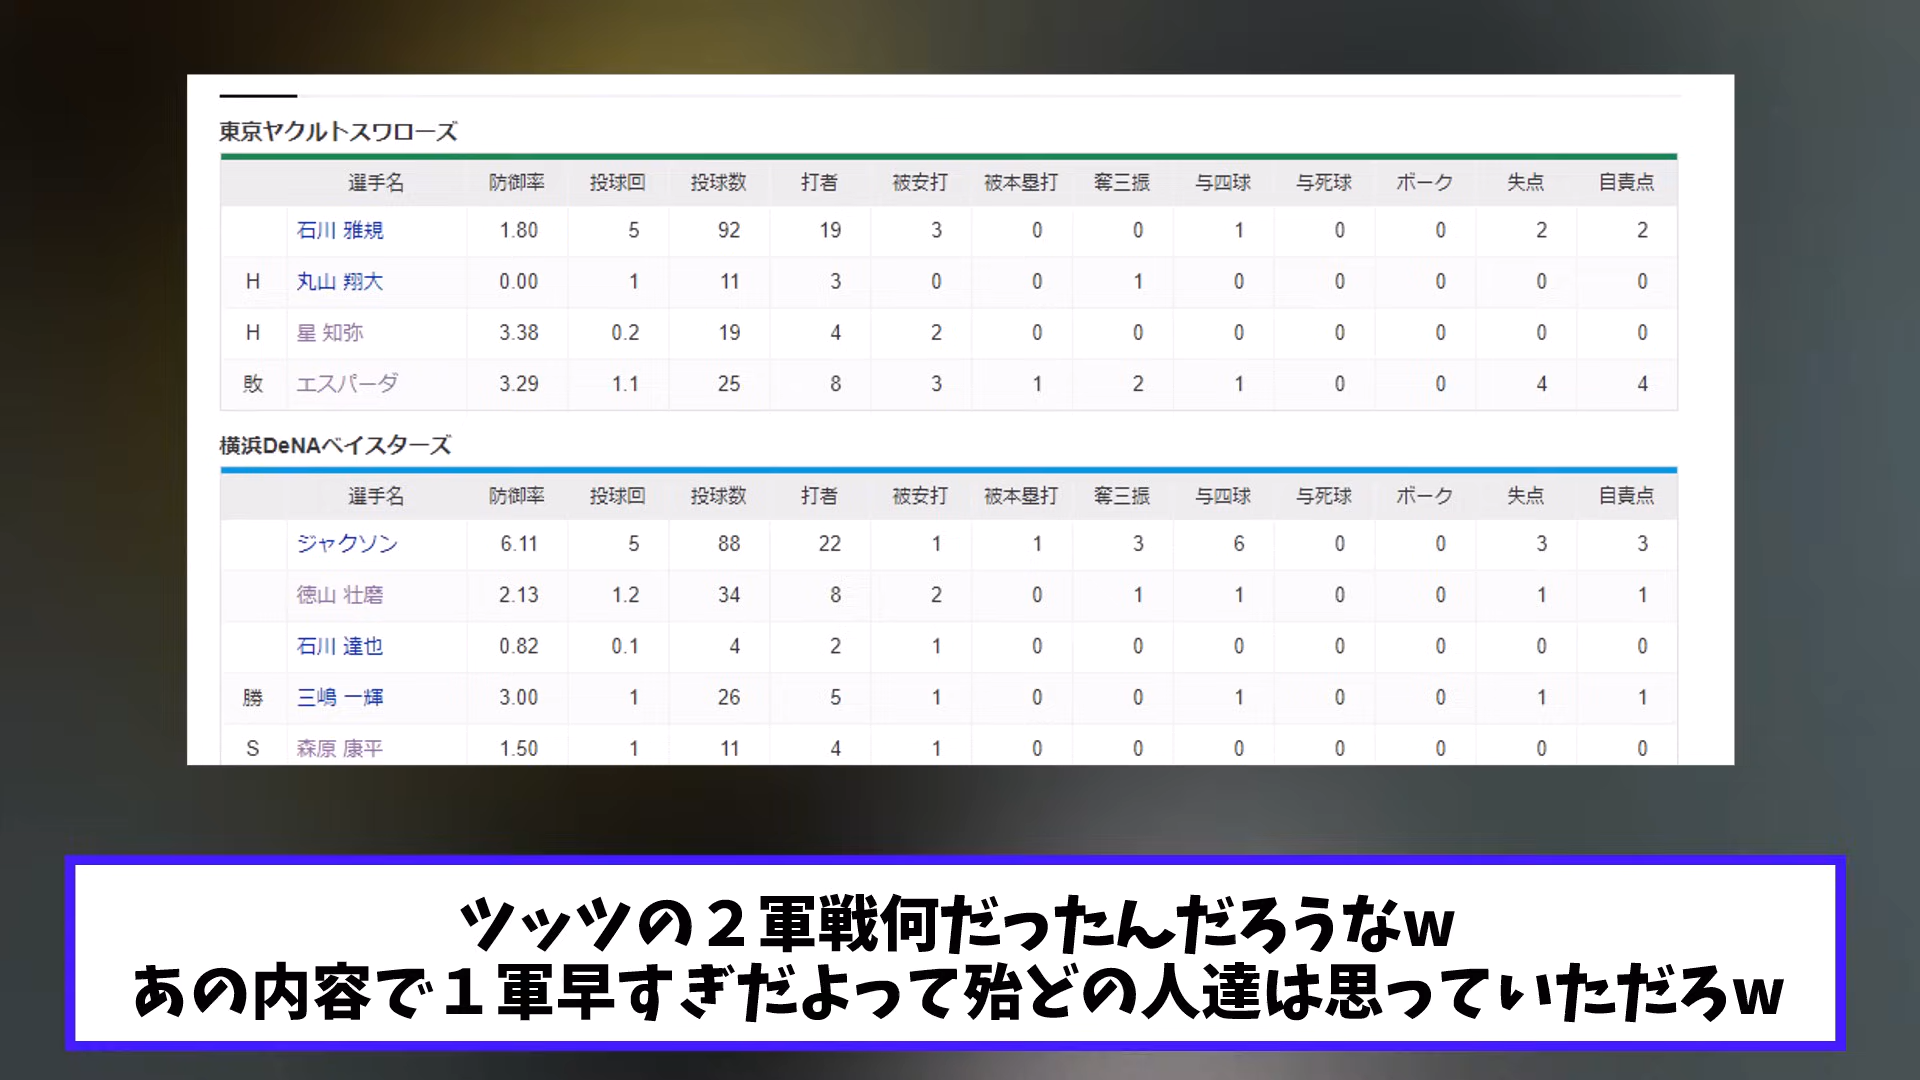 東京ヤクルトスワローズ
選手名 防御率 投球回 投球数 打者 被安打 被本塁打 奪三振 与四球 与死球 ボーク 失点 自責点
石川 雅規 1.80 5 92 19 3 0 0 1 0 0 2 2
H 丸山 翔大 0.00 1 11 3 0 0 1 0 0 0 0 0
H 星 知弥 3.38 0.2 19 4 2 0 0 0 0 0 0 0
敗 エスパーダ 3.29 1.1 25 8 3 1 2 1 0 0 4 4
横浜DeNAベイスターズ
選手名 防御率 投球回 投球数 打者 被安打 被本塁打 奪三振 与四球 与死球 ボーク 失点 自責点
ジャクソン 6.11 5 88 22 1 1 3 6 0 0 3 3
徳山 壮磨 2.13 1.2 34 8 2 0 1 1 0 0 1 1
石川 達也 0.82 0.1 4 2 1 0 0 0 0 0 0 0
勝 三嶋 一輝 3.00 1 26 5 1 0 0 1 0 0 1 1
S 森原 康平 1.50 1 11 4 1 0 0 0 0 0 0 0
ツッツの２軍戦何だったんだろうなw
あの内容で１軍早すぎだよって殆どの人達は思っていただろw